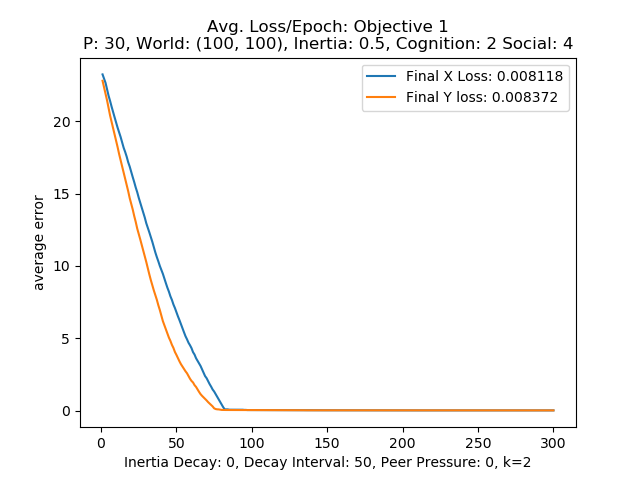 Avg. Loss/Epoch: Objective 1
P: 30, World: (100, 100), Inertia: 0.5, Cognition: 2 Social: 4
Final X Loss: 0.008118
Final Y loss: 0.008372
average error
20
15
10
5
0
0 50 100 150 200 250 300
Inertia Decay: 0, Decay Interval: 50, Peer Pressure: 0, k=2